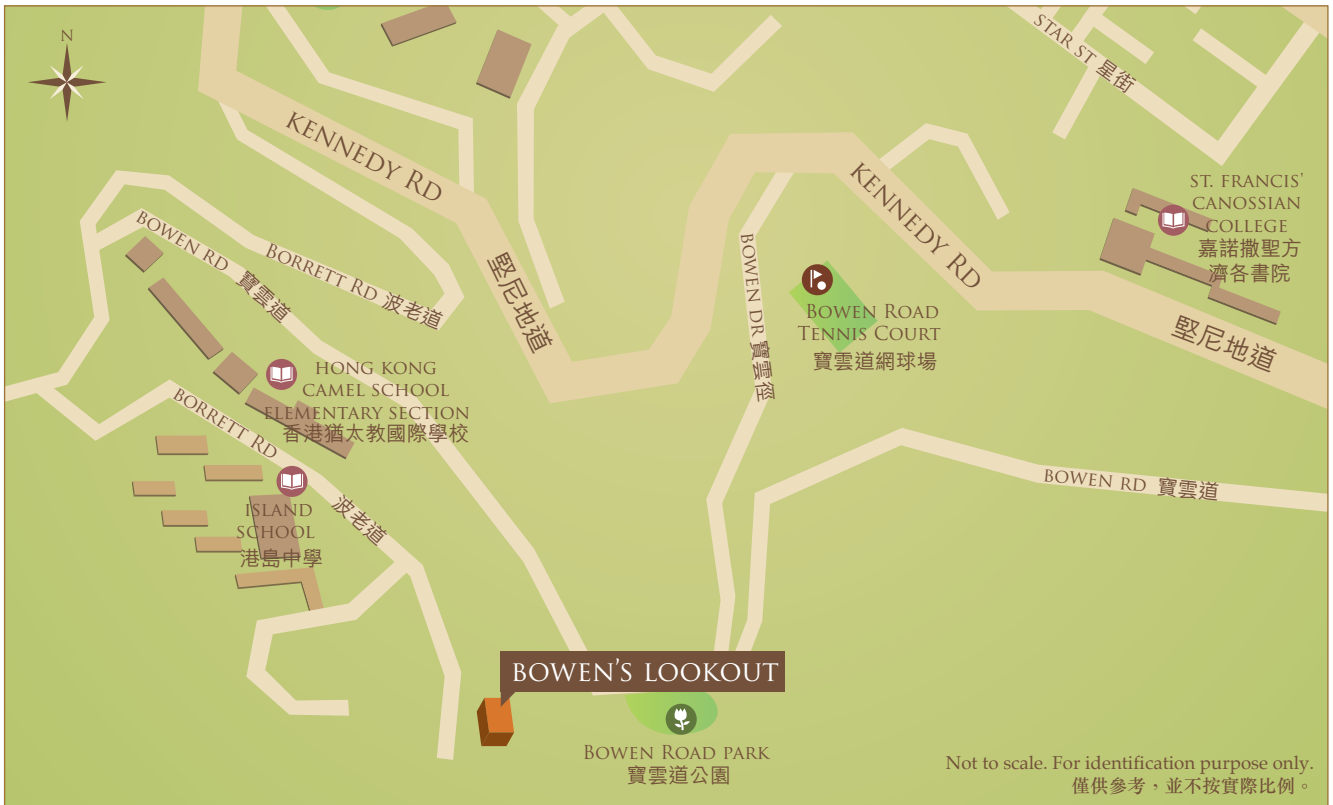 N
STAR ST 星街
KENNEDY RD
堅尼地道
KENNEDY RD
堅尼地道
ST. FRANCIS'
CANOSSIAN
COLLEGE
嘉諾撒聖方
濟各書院
BOWEN RD 寶雲道
BORRETT RD 波老道
BOWEN DR 寶雲徑
BOWEN ROAD
TENNIS COURT
寶雲道網球場
HONG KONG
CAMEL SCHOOL
ELEMENTARY SECTION
香港猶太教國際學校
BORRETT RD
波老道
ISLAND
SCHOOL
港島中學
BOWEN RD 寶雲道
BOWEN'S LOOKOUT
BOWEN ROAD PARK
寶雲道公園
Not to scale. For identification purpose only.
僅供參考，並不按實際比例。